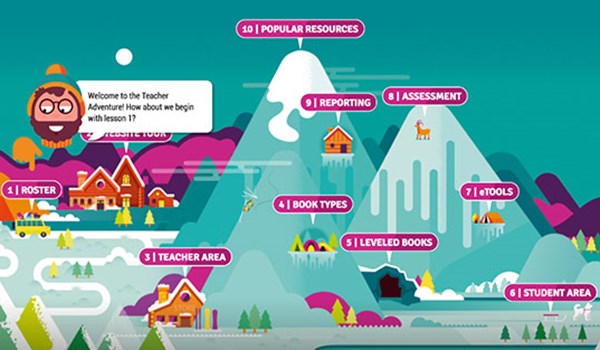 10 | POPULAR RESOURCES
9 | REPORTING
8 | ASSESSMENT
Welcome to the Teacher
Adventure! How about we begin
with lesson 1?
WEBSITE TOUR
1 | ROSTER
7 | eTOOLS
4 | BOOK TYPES
5 | LEVELED BOOKS
3 | TEACHER AREA
6 | STUDENT AREA